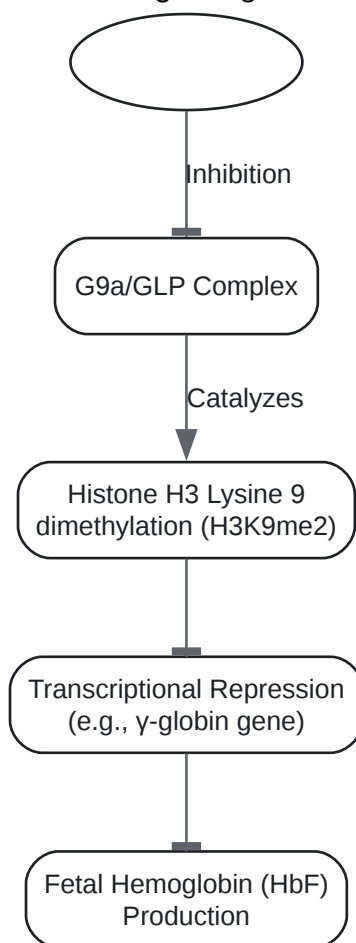 Inhibition
G9a/GLP Complex
Catalyzes
Histone H3 Lysine 9
dimethylation (H3K9me2)
Transcriptional Repression
(e.g., γ-globin gene)
Fetal Hemoglobin (HbF)
Production